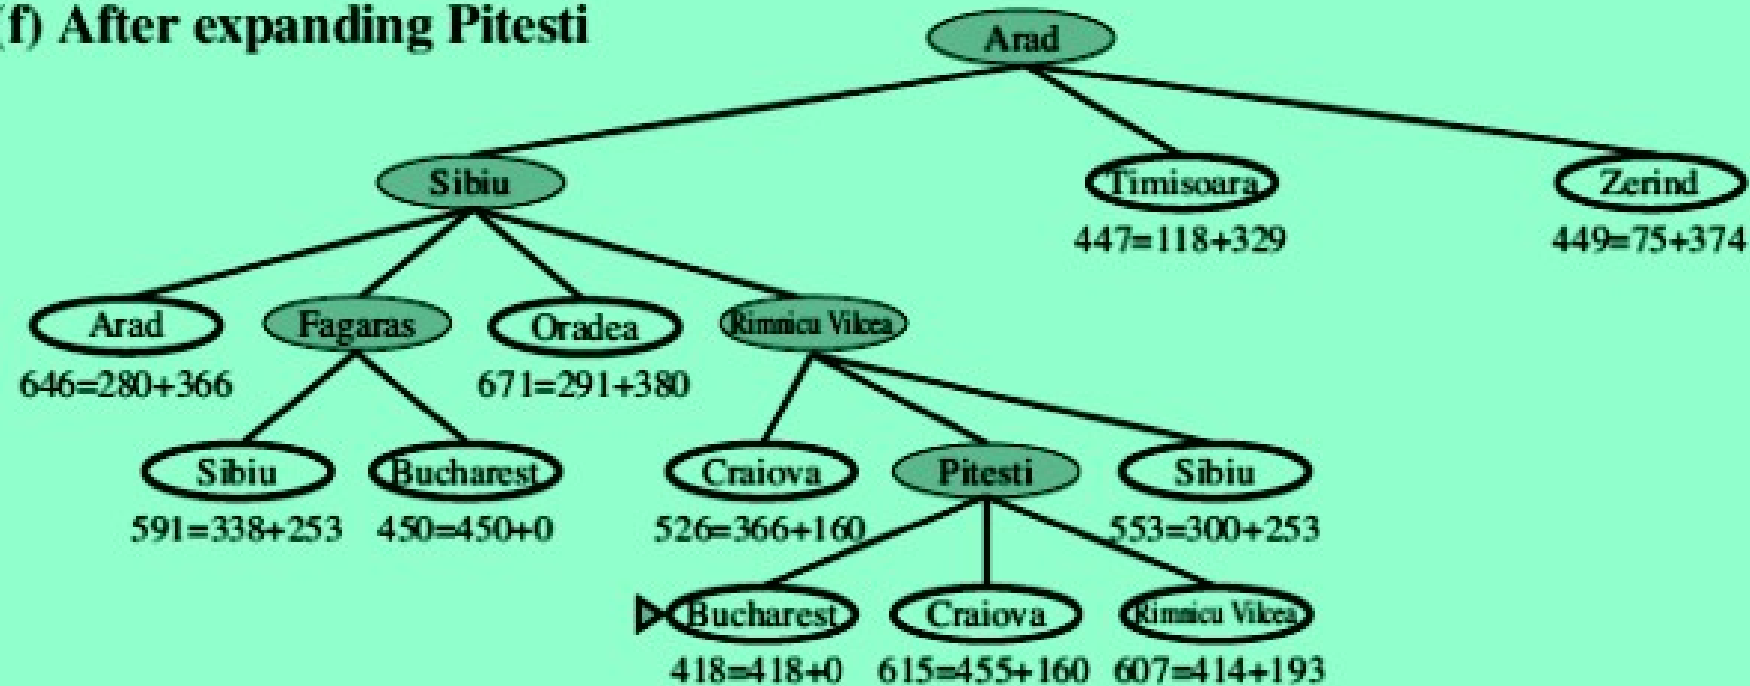 (f) After expanding Pitesti
Arad
Sibiu
Timisoara
Zerind
447=118+329
449=75+374
Arad
Fagaras
Oradea
Rimnicu Vilcea
646=280+366
671=291+380
Sibiu
Bucharest
Craiova
Pitesti
Sibiu
591=338+253
450=450+0
526=366+160
553=300+253
Bucharest
Craiova
Rimnicu Vilcea
418=418+0
615=455+160
607=414+193